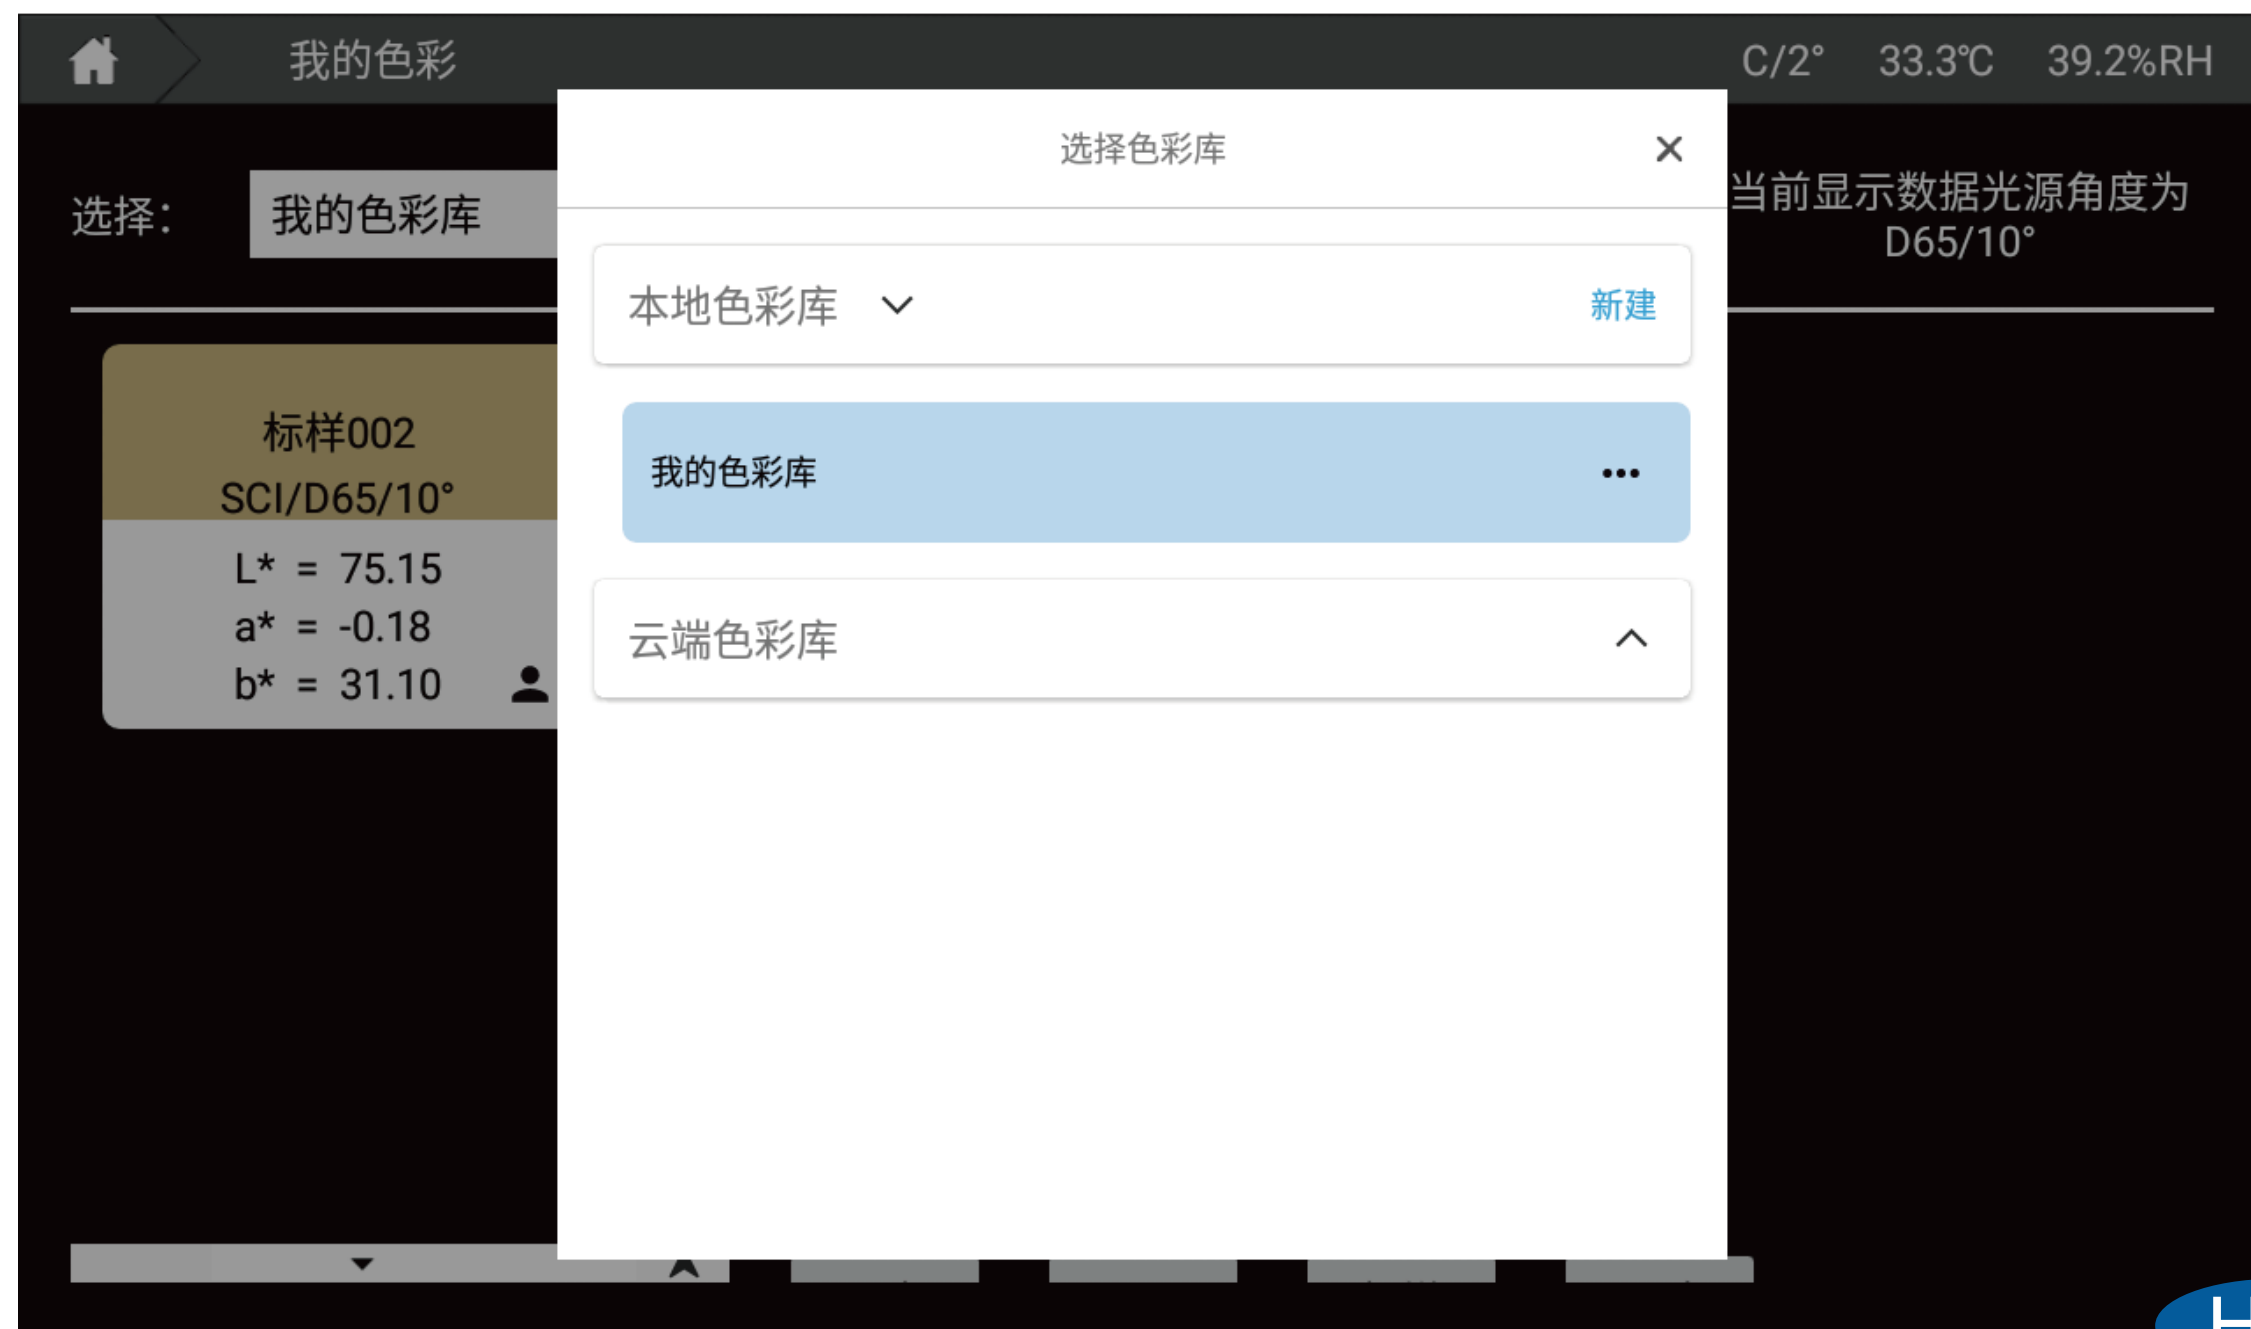 我的色彩
C/2° 33.3℃ 39.2%RH
选择色彩库
选择：
我的色彩库
当前显示数据光源角度为
D65/10°
本地色彩库
新建
标样002
SCI/D65/10°
我的色彩库
L* = 75.15
a* = -0.18
b* = 31.10
云端色彩库